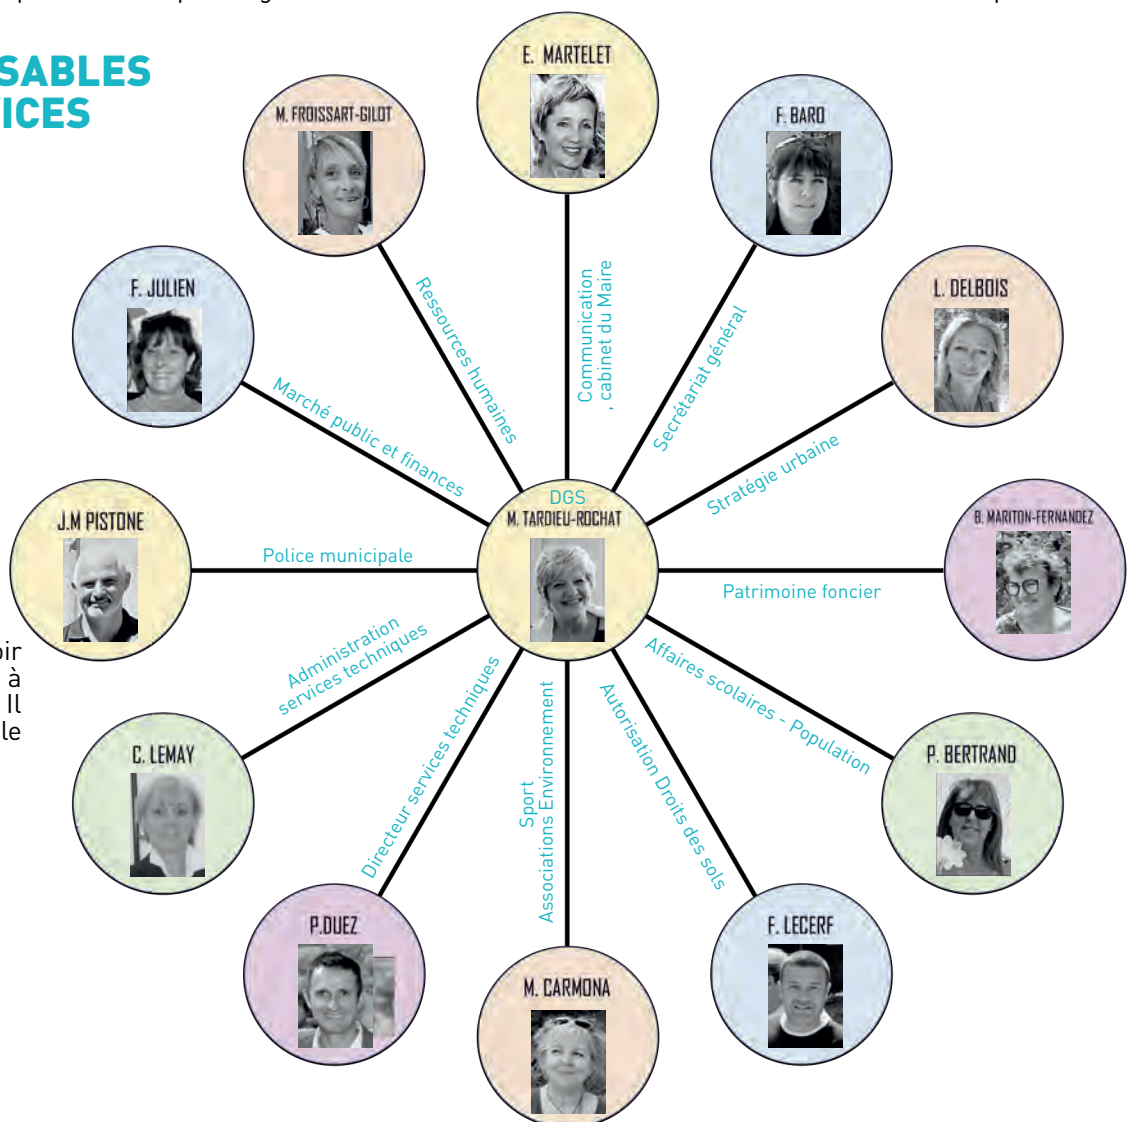 SABLES
VICES
E. MARTELET
M. FROISSART-GILOT
F. BARO
F. JULIEN
L. DELBOIS
Communication
, cabinet du Maire
Ressources humaines
Secrétariat général
Marché public et finances
Stratégie urbaine
J.M PISTONE
Police municipale
DGS
M. TARDIEU-ROCHAT
Patrimoine foncier
B. MARITON-FERNANDEZ
Administration
services techniques
Directeur services techniques
Sport
Associations Environnement
Autorisation Droits des sols
Affaires scolaires - Population
oir
à
Il
le
C. LEMAY
P. BERTRAND
P.DUEZ
F. LECERF
M. CARMONA